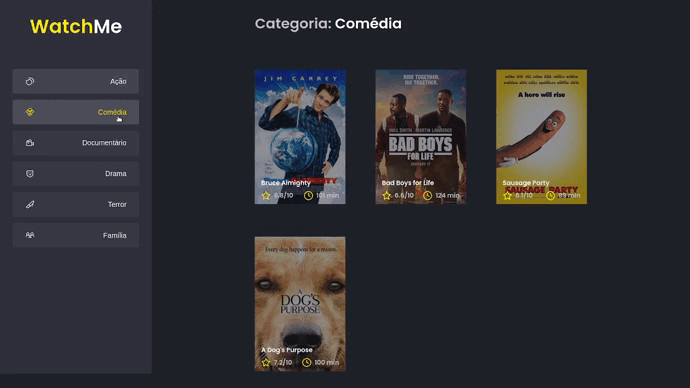 WatchMe
Ação
Comédia
Documentário
Drama
Terror
Família
Categoria: Comédia
JIM CARREY
Bruce Almighty
6.8/10 101 min
RIDE TOGETHER.
DIE TOGETHER.
WILL SMITH MARTIN LAWRENCE
BAD BOYS
FOR LIFE
Bad Boys for Life
6.6/10 124 min
A hero will rise
SAUSAGE PARTY
Sausage Party
6.1/10 89 min
Every dog happens for a reason.
A
DOG'S
PURPOSE
A Dog's Purpose
7.2/10 100 min